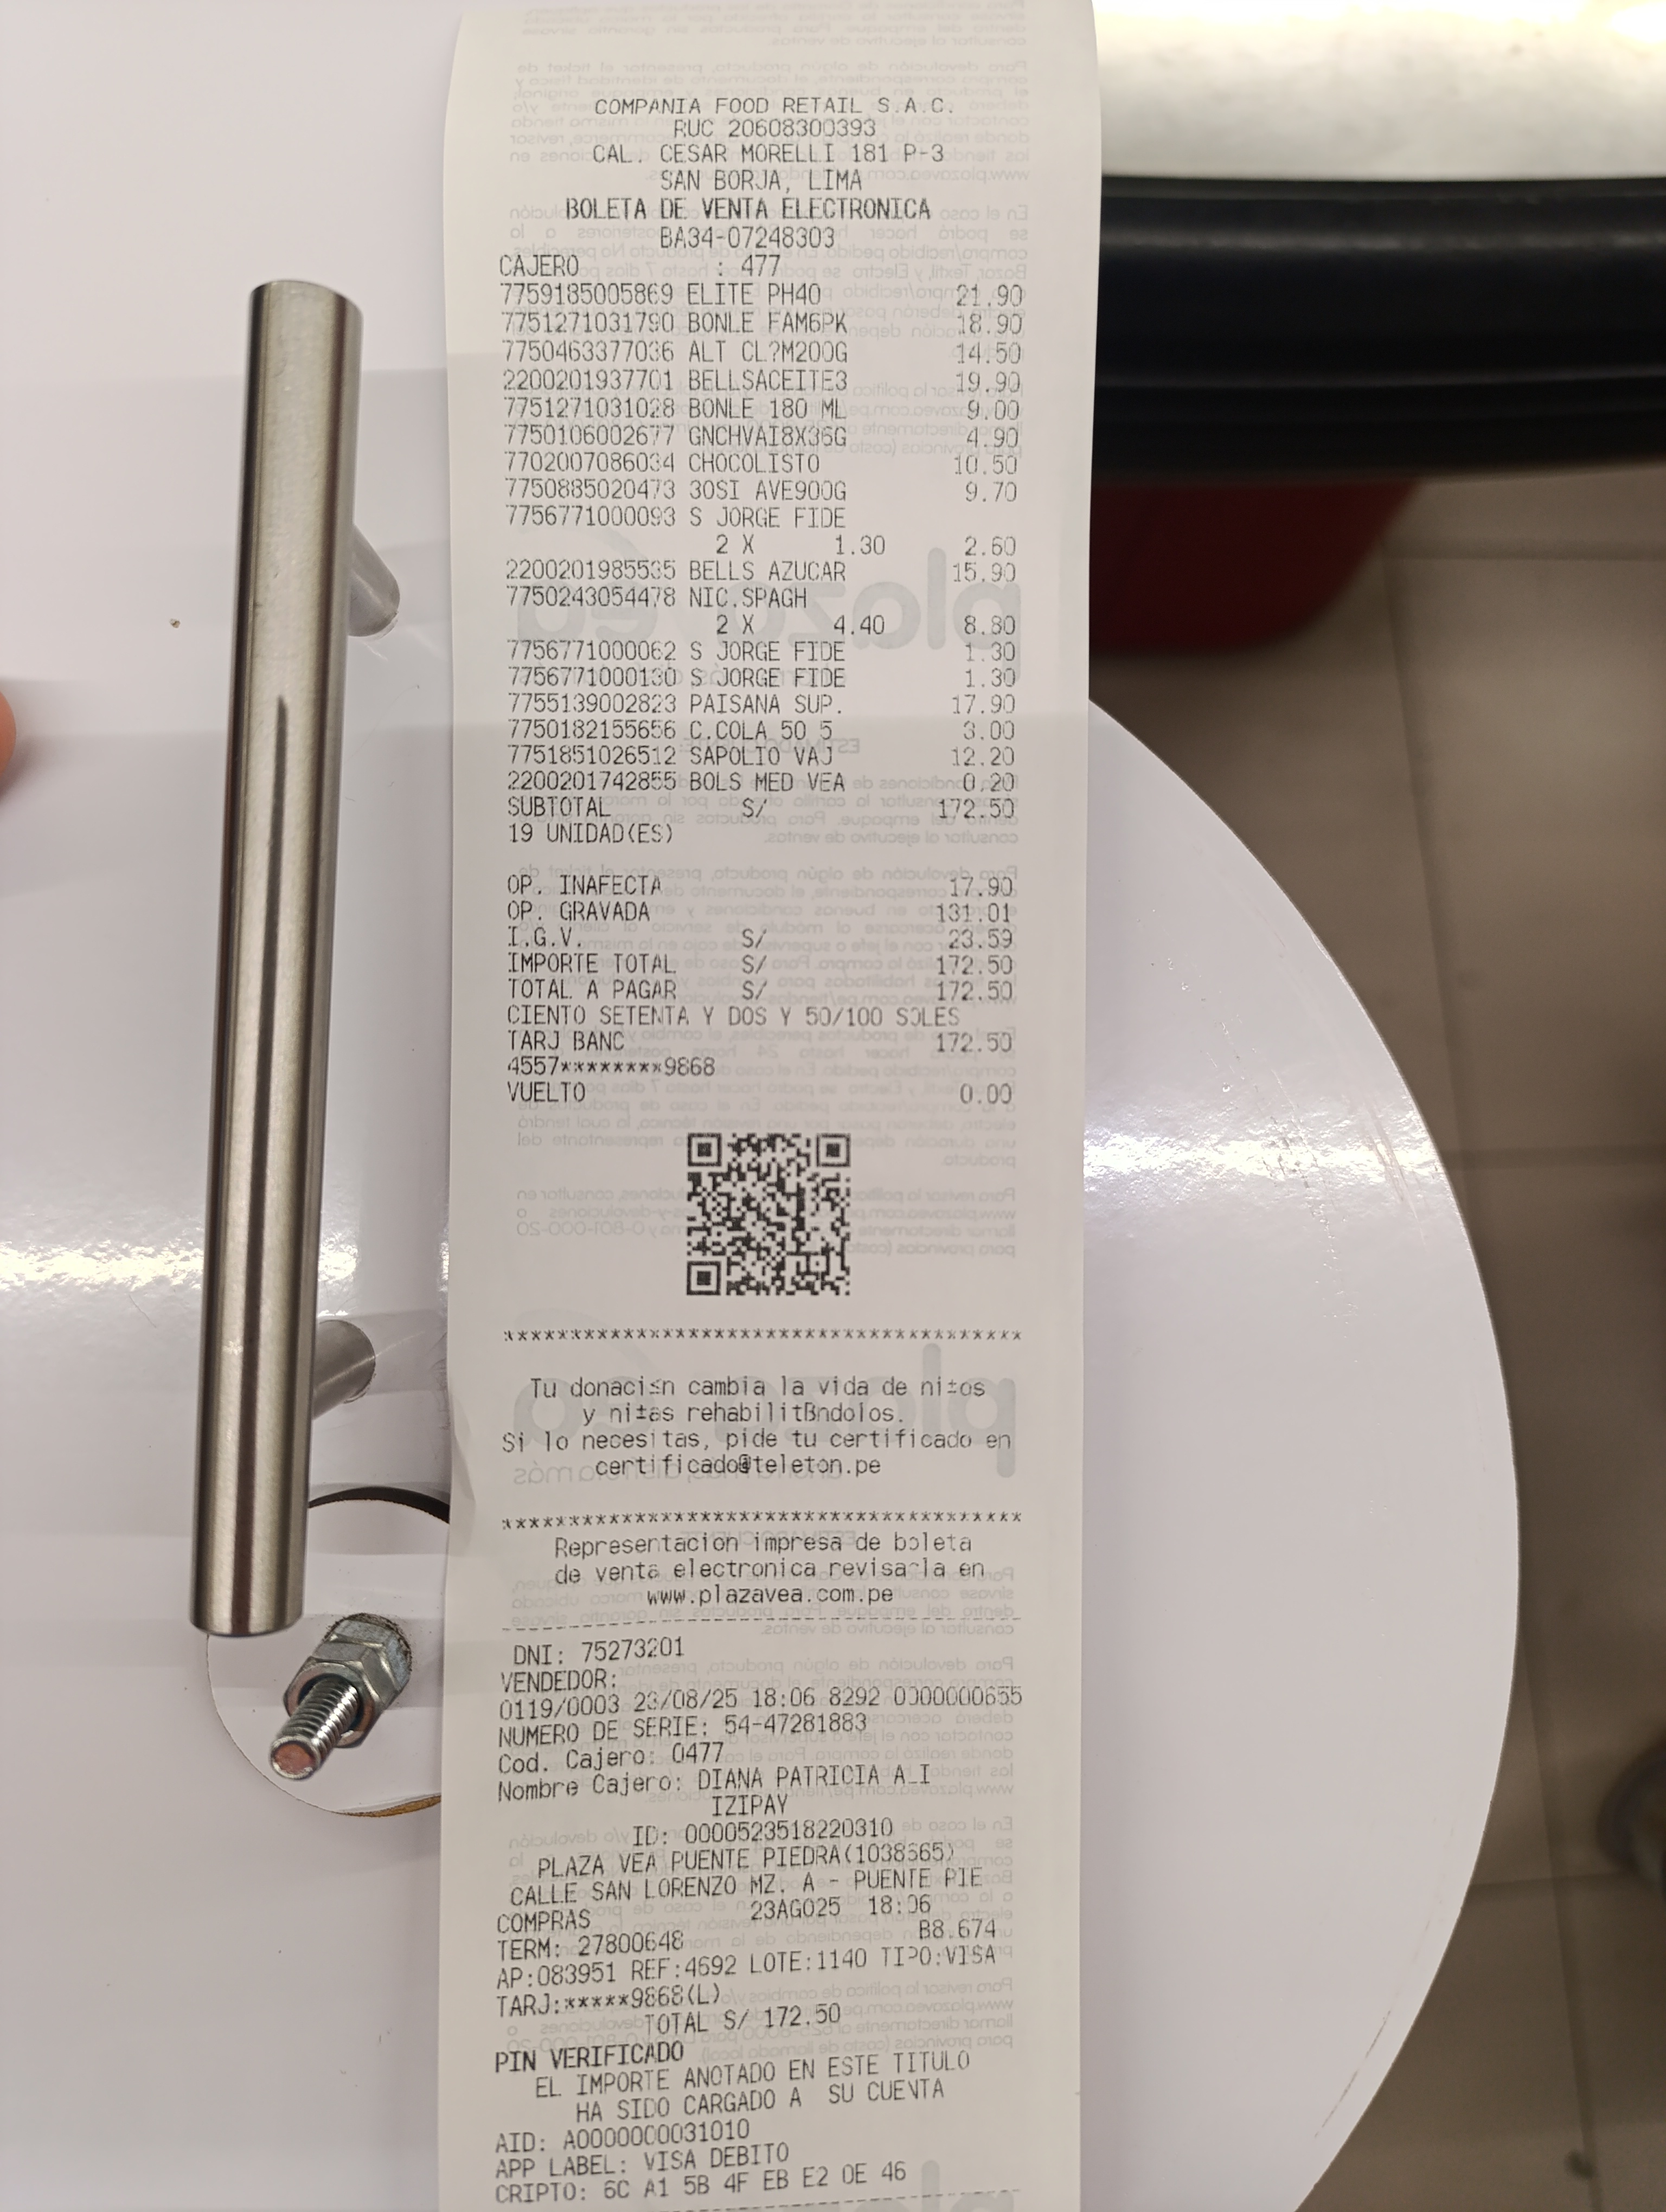 COMPANIA FOOD RETAIL S.A.C.
RUC 20608300393
CAL. CESAR MORELLI 181 P-3
SAN BORJA, LIMA
BOLETA DE VENTA ELECTRONICA
BA34-07248303
CAJERO : 477
7759185005869 ELITE PH40 21.90
7751271031790 BONLE FAM6PK 18.90
7750463377036 ALT CL?M200G 14.50
2200201937701 BELLSACEITE3 19.90
7751271031028 BONLE 180 ML 9.00
7750106002677 GNCHVAI8X36G 4.90
7702007086034 CHOCOLISTO 10.50
7750885020473 30SI AVE900G 9.70
7756771000093 S JORGE FIDE
2 X 1.30 2.60
2200201985535 BELLS AZUCAR 15.90
7750243054478 NIC.SPAGH
2 X 4.40 8.80
7756771000062 S JORGE FIDE 1.30
7756771000130 S JORGE FIDE 1.30
7755139002823 PAISANA SUP. 17.90
7750182155656 C.COLA 50 5 3.00
7751851026512 SAPOLIO VAJ 12.20
2200201742855 BOLS MED VEA 0.20
SUBTOTAL S/ 172.50
19 UNIDAD(ES)
OP. INAFECTA 17.90
OP. GRAVADA 131.01
I.G.V. S/ 23.59
IMPORTE TOTAL S/ 172.50
TOTAL A PAGAR S/ 172.50
CIENTO SETENTA Y DOS Y 50/100 SOLES
TARJ BANC 172.50
4557********9868
VUELTO 0.00
****************************************
Tu donaci≤n cambia la vida de ni±os
y ni±as rehabilitßndolos.
Si lo necesitas, pide tu certificado en
certificado@teleton.pe
****************************************
Representacion impresa de boleta
de venta electronica revisarla en
www.plazavea.com.pe
DNI: 75273201
VENDEDOR:
0119/0003 23/08/25 18:06 8292 0000000655
NUMERO DE SERIE: 54-47281883
Cod. Cajero: 0477
Nombre Cajero: DIANA PATRICIA ALI
IZIPAY
ID: 0000523518220310
PLAZA VEA PUENTE PIEDRA(1038665)
CALLE SAN LORENZO MZ. A - PUENTE PIE
COMPRAS 23AGO25 18:06
TERM: 27800648 B8.674
AP:083951 REF:4692 LOTE:1140 TIPO:VISA
TARJ:*****9868(L)
TOTAL S/ 172.50
PIN VERIFICADO
EL IMPORTE ANOTADO EN ESTE TITULO
HA SIDO CARGADO A SU CUENTA
AID: A0000000031010
APP LABEL: VISA DEBITO
CRIPTO: 6C A1 5B 4F EB E2 0E 46